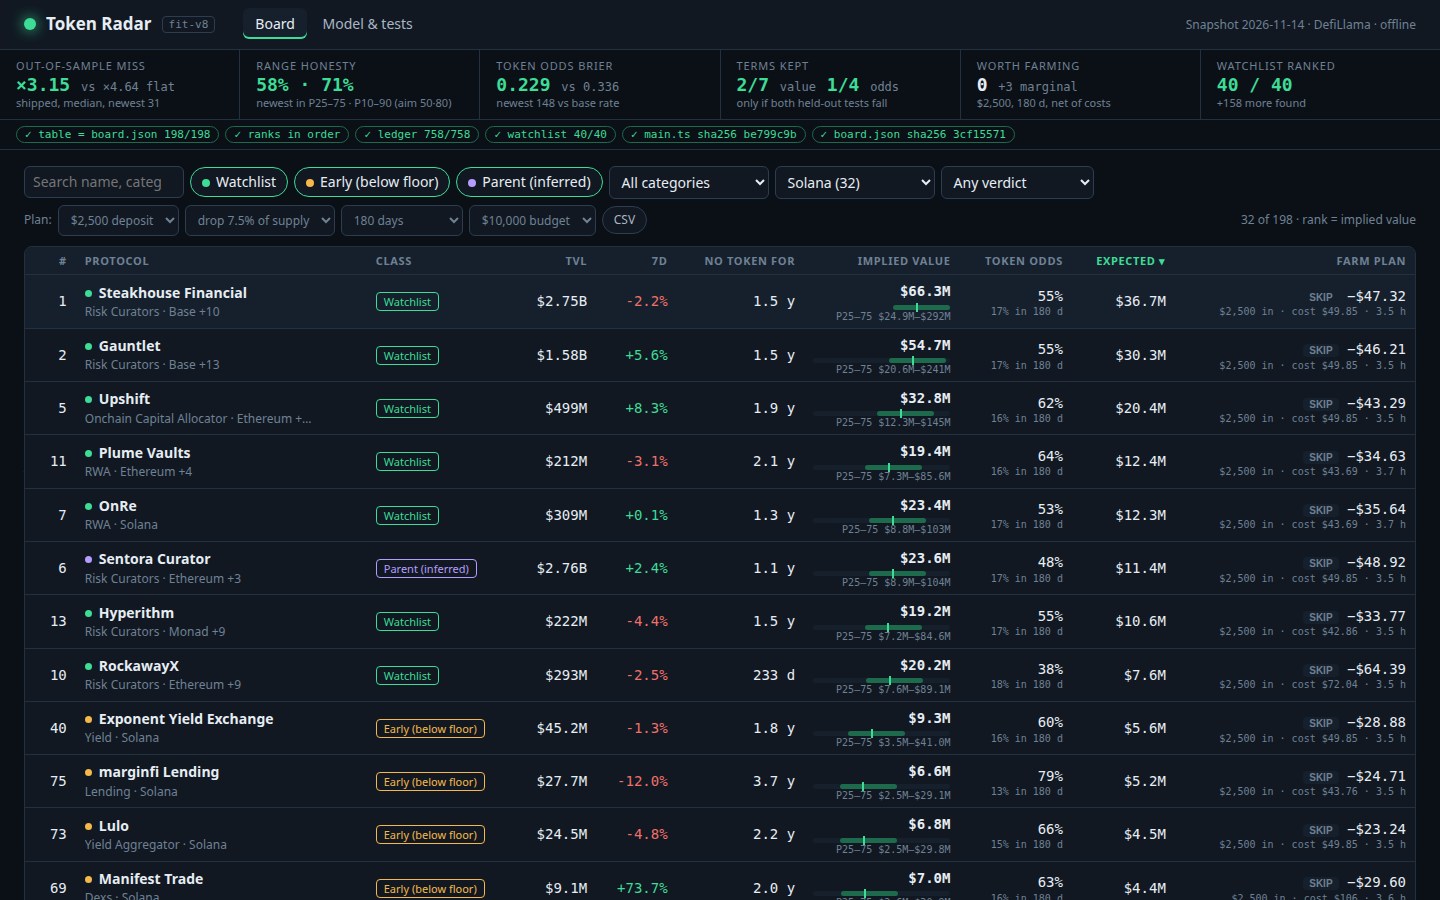 Token Radar fit-v8 Board Model & tests Snapshot 2026-11-14 · DefiLlama · offline
OUT-OF-SAMPLE MISS
×3.15 vs ×4.64 flat
shipped, median, newest 31
RANGE HONESTY
58% · 71%
newest in P25–75 · P10–90 (aim 50·80)
TOKEN ODDS BRIER
0.229 vs 0.336
newest 148 vs base rate
TERMS KEPT
2/7 value 1/4 odds
only if both held-out tests fall
WORTH FARMING
0 +3 marginal
$2,500, 180 d, net of costs
WATCHLIST RANKED
40 / 40
+158 more found
✓ table = board.json 198/198 ✓ ranks in order ✓ ledger 758/758 ✓ watchlist 40/40 ✓ main.ts sha256 be799c9b ✓ board.json sha256 3cf15571
Search name, categ Watchlist Early (below floor) Parent (inferred) All categories Solana (32) Any verdict
Plan: $2,500 deposit drop 7.5% of supply 180 days $10,000 budget CSV 32 of 198 · rank = implied value
# PROTOCOL CLASS TVL 7D NO TOKEN FOR IMPLIED VALUE TOKEN ODDS EXPECTED ▼ FARM PLAN
1 Steakhouse Financial Watchlist $2.75B -2.2% 1.5 y $66.3M 55% $36.7M SKIP −$47.32
Risk Curators · Base +10 P25–75 $24.9M–$292M 17% in 180 d $2,500 in · cost $49.85 · 3.5 h
2 Gauntlet Watchlist $1.58B +5.6% 1.5 y $54.7M 55% $30.3M SKIP −$46.21
Risk Curators · Base +13 P25–75 $20.6M–$241M 17% in 180 d $2,500 in · cost $49.85 · 3.5 h
5 Upshift Watchlist $499M +8.3% 1.9 y $32.8M 62% $20.4M SKIP −$43.29
Onchain Capital Allocator · Ethereum +... P25–75 $12.3M–$145M 16% in 180 d $2,500 in · cost $49.85 · 3.5 h
11 Plume Vaults Watchlist $212M -3.1% 2.1 y $19.4M 64% $12.4M SKIP −$34.63
RWA · Ethereum +4 P25–75 $7.3M–$85.6M 16% in 180 d $2,500 in · cost $43.69 · 3.7 h
7 OnRe Watchlist $309M +0.1% 1.3 y $23.4M 53% $12.3M SKIP −$35.64
RWA · Solana P25–75 $8.8M–$103M 17% in 180 d $2,500 in · cost $43.69 · 3.7 h
6 Sentora Curator Parent (inferred) $2.76B +2.4% 1.1 y $23.6M 48% $11.4M SKIP −$48.92
Risk Curators · Ethereum +3 P25–75 $8.9M–$104M 17% in 180 d $2,500 in · cost $49.85 · 3.5 h
13 Hyperithm Watchlist $222M -4.4% 1.5 y $19.2M 55% $10.6M SKIP −$33.77
Risk Curators · Monad +9 P25–75 $7.2M–$84.6M 17% in 180 d $2,500 in · cost $42.86 · 3.5 h
10 RockawayX Watchlist $293M -2.5% 233 d $20.2M 38% $7.6M SKIP −$64.39
Risk Curators · Ethereum +9 P25–75 $7.6M–$89.1M 18% in 180 d $2,500 in · cost $72.04 · 3.5 h
40 Exponent Yield Exchange Early (below floor) $45.2M -1.3% 1.8 y $9.3M 60% $5.6M SKIP −$28.88
Yield · Solana P25–75 $3.5M–$41.0M 16% in 180 d $2,500 in · cost $49.85 · 3.5 h
75 marginfi Lending Early (below floor) $27.7M -12.0% 3.7 y $6.6M 79% $5.2M SKIP −$24.71
Lending · Solana P25–75 $2.5M–$29.1M 13% in 180 d $2,500 in · cost $43.76 · 3.5 h
73 Lulo Early (below floor) $24.5M -4.8% 2.2 y $6.8M 66% $4.5M SKIP −$23.24
Yield Aggregator · Solana P25–75 $2.5M–$29.8M 15% in 180 d $2,500 in · cost $49.85 · 3.5 h
69 Manifest Trade Early (below floor) $9.1M +73.7% 2.0 y $7.0M 63% $4.4M SKIP −$29.60
Dexs · Solana 16% in 180 d $2,500 in · cost $106 · 3.6 h